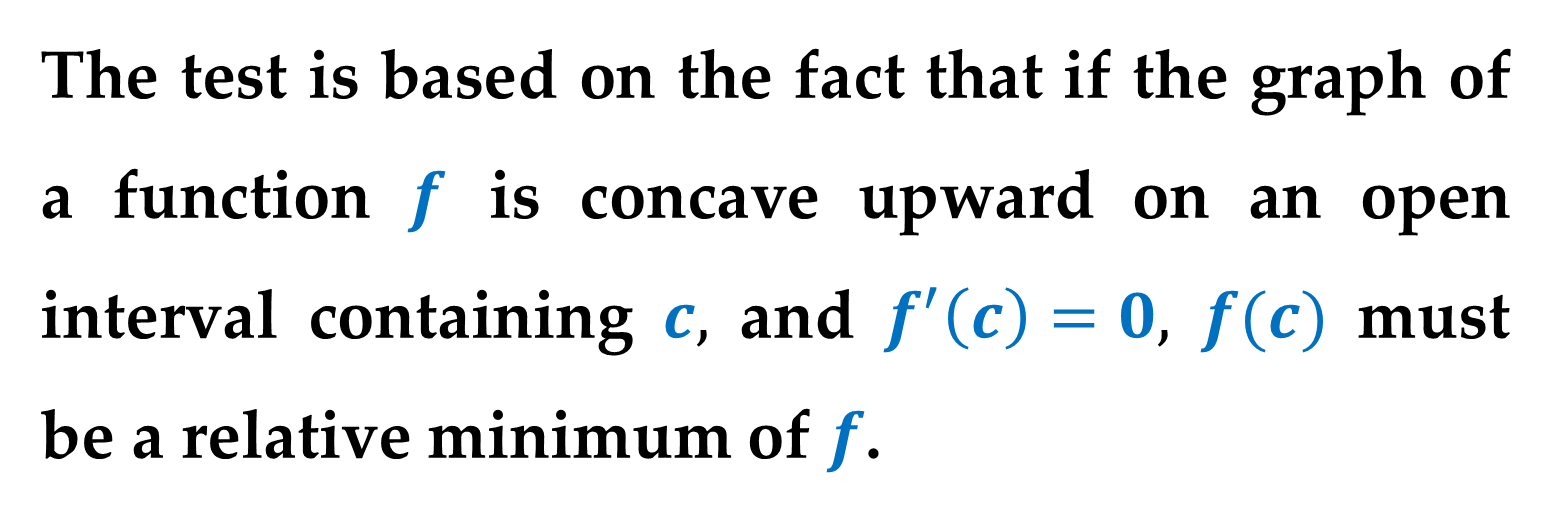 The test is based on the fact that if the graph of
a function f is concave upward on an open
interval containing c, and f′(c) = 0, f(c) must
be a relative minimum of f.